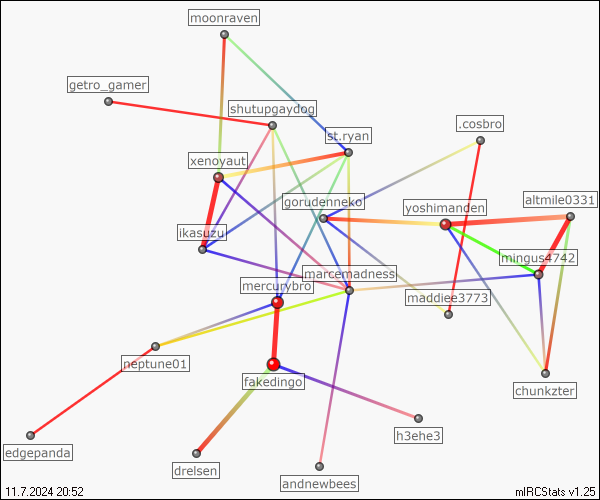 moonraven
getro_gamer
shutupgaydog
.cosbro
st.ryan
xenoyaut
gorudenneko
yoshimanden
altmile0331
ikasuzu
mingus4742
marcemadness
mercurybro
maddiee3773
neptune01
fakedingo
chunkzter
h3ehe3
edgepanda
drelsen
andnewbees
11.7.2024 20:52
mIRCStats v1.25